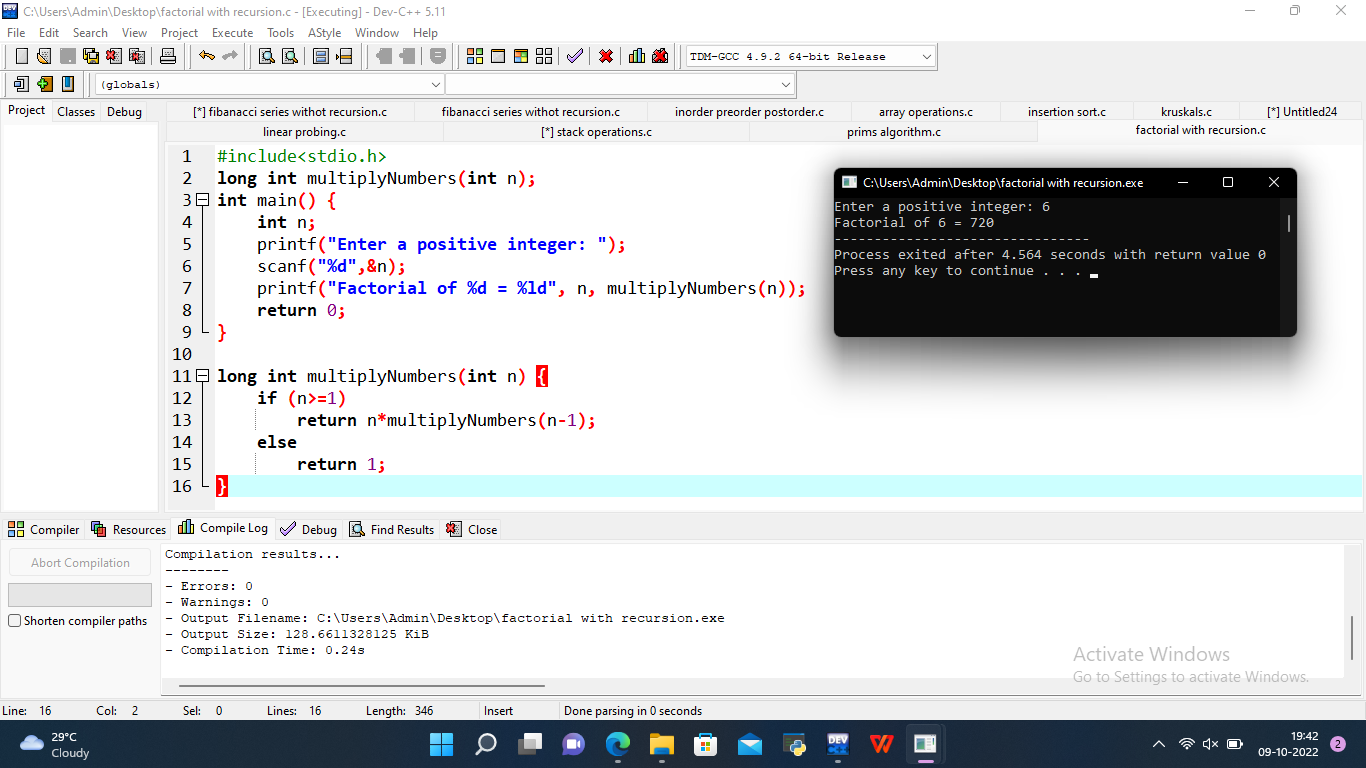 C:\Users\Admin\Desktop\factorial with recursion.c - [Executing] - Dev-C++ 5.11
File Edit Search View Project Execute Tools AStyle Window Help
TDM-GCC 4.9.2 64-bit Release
(globals)
Project Classes Debug
[*] fibanacci series withot recursion.c fibanacci series withot recursion.c inorder preorder postorder.c array operations.c insertion sort.c kruskals.c [*] Untitled24
linear probing.c [*] stack operations.c prims algorithm.c factorial with recursion.c
1 #include<stdio.h>
2 long int multiplyNumbers(int n);
3 int main() {
4 int n;
5 printf("Enter a positive integer: ");
6 scanf("%d",&n);
7 printf("Factorial of %d = %ld", n, multiplyNumbers(n));
8 return 0;
9 }
10
11 long int multiplyNumbers(int n) {
12 if (n>=1)
13 return n*multiplyNumbers(n-1);
14 else
15 return 1;
16 }
C:\Users\Admin\Desktop\factorial with recursion.exe
Enter a positive integer: 6
Factorial of 6 = 720
--------------------------------
Process exited after 4.564 seconds with return value 0
Press any key to continue . . .
Compiler Resources Compile Log Debug Find Results Close
Abort Compilation
Shorten compiler paths
Compilation results...
--------
- Errors: 0
- Warnings: 0
- Output Filename: C:\Users\Admin\Desktop\factorial with recursion.exe
- Output Size: 128.6611328125 KiB
- Compilation Time: 0.24s
Activate Windows
Go to Settings to activate Windows.
Line: 16 Col: 2 Sel: 0 Lines: 16 Length: 346 Insert Done parsing in 0 seconds
29°C
Cloudy
DEV
19:42
09-10-2022
2